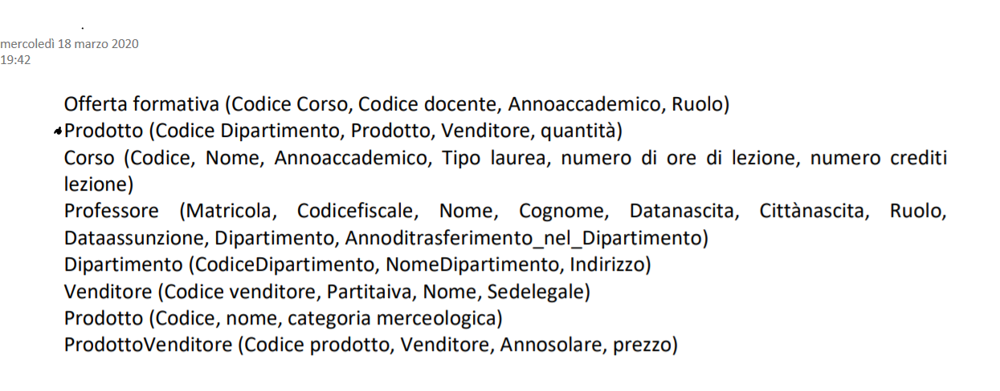 mercoledì 18 marzo 2020
19:42
Offerta formativa (Codice Corso, Codice docente, Annoaccademico, Ruolo)
Prodotto (Codice Dipartimento, Prodotto, Venditore, quantità)
Corso (Codice, Nome, Annoaccademico, Tipo laurea, numero di ore di lezione, numero crediti
lezione)
Professore (Matricola, Codicefiscale, Nome, Cognome, Datanascita, Cittànascita, Ruolo,
Dataassunzione, Dipartimento, Annoditrasferimento_nel_Dipartimento)
Dipartimento (CodiceDipartimento, NomeDipartimento, Indirizzo)
Venditore (Codice venditore, Partitaiva, Nome, Sedelegale)
Prodotto (Codice, nome, categoria merceologica)
ProdottoVenditore (Codice prodotto, Venditore, Annosolare, prezzo)